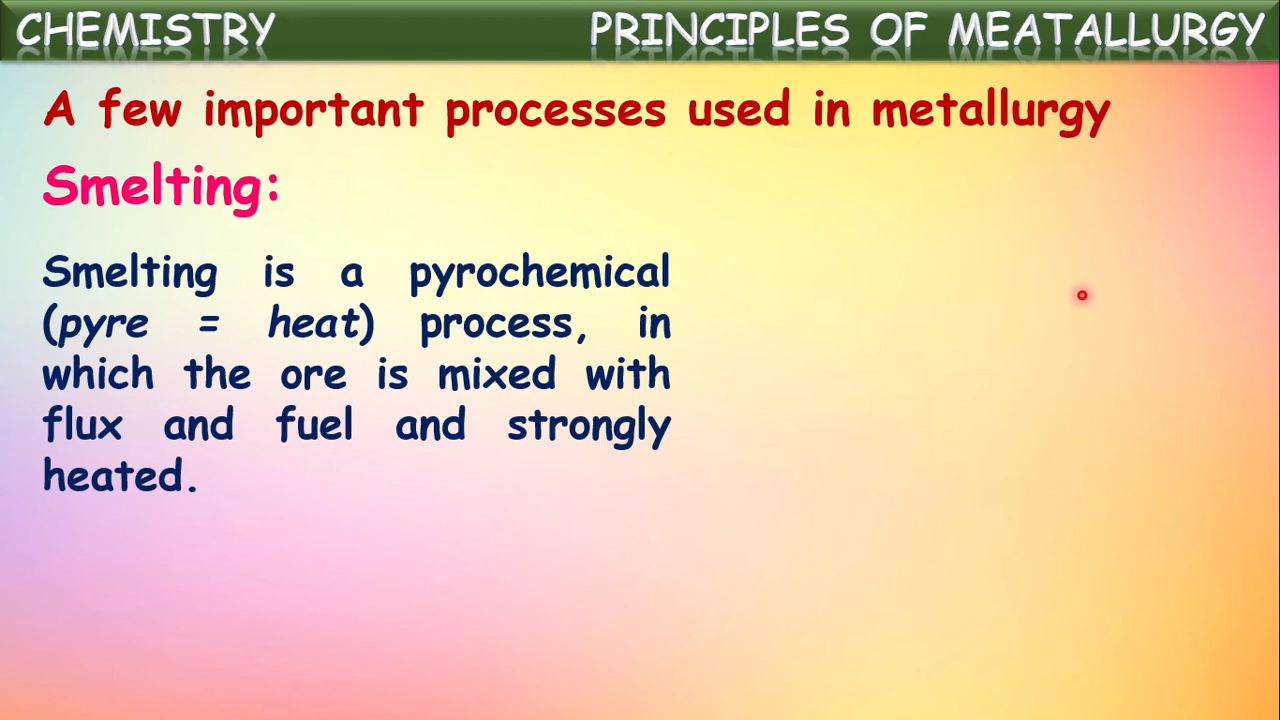 CHEMISTRY PRINCIPLES OF MEATALLURGY
A few important processes used in metallurgy
Smelting:
Smelting is a pyrochemical
(pyre = heat) process, in
which the ore is mixed with
flux and fuel and strongly
heated.